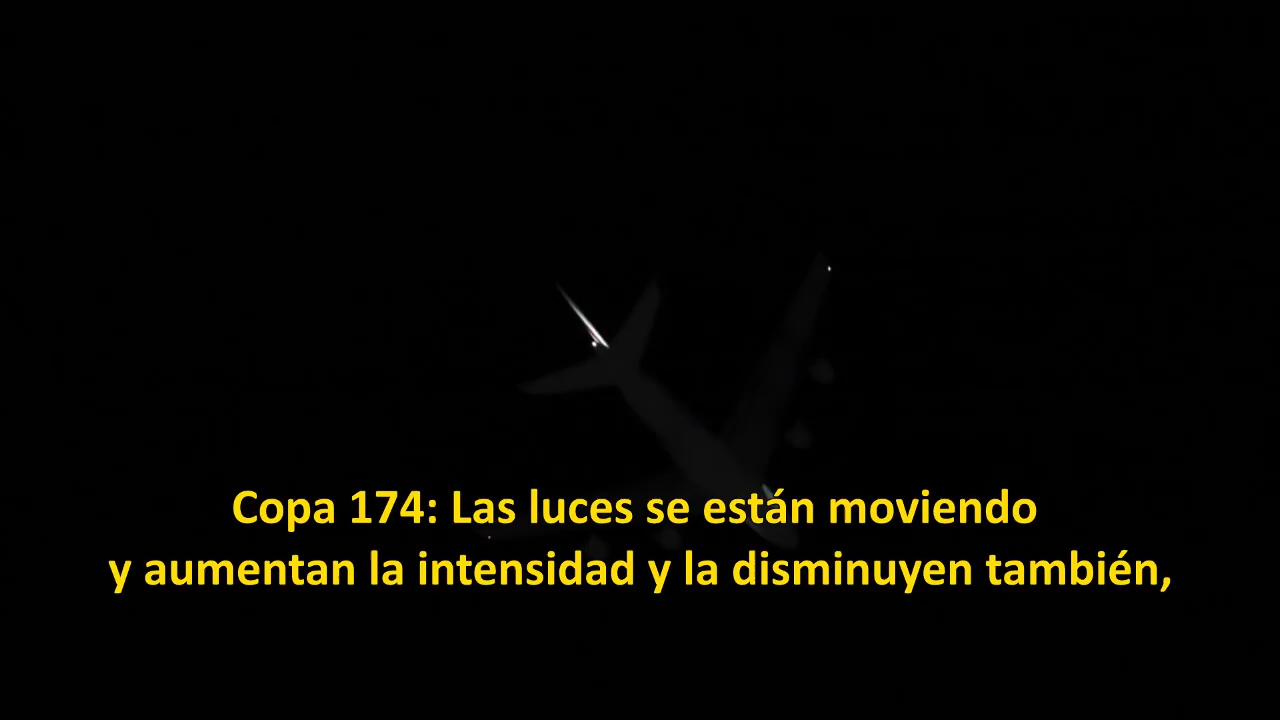 Copa 174: Las luces se están moviendo
y aumentan la intensidad y la disminuyen también,